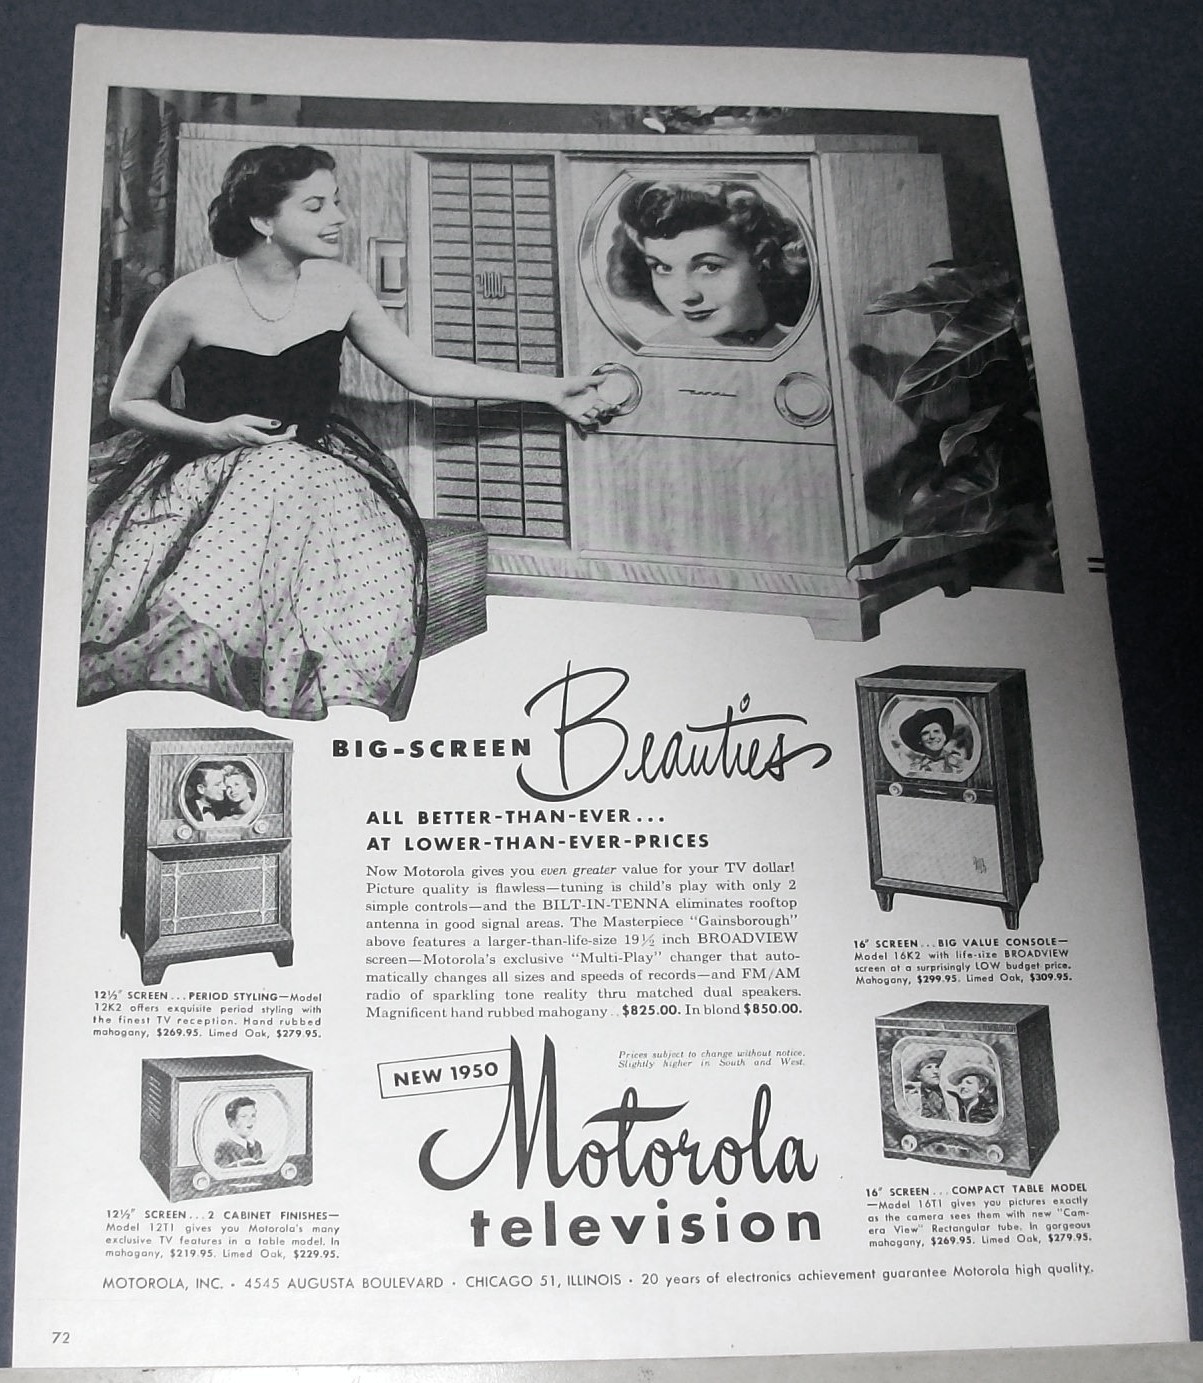 BIG-SCREEN Beauties
ALL BETTER-THAN-EVER...
AT LOWER-THAN-EVER-PRICES
Now Motorola gives you even greater value for your TV dollar!
Picture quality is flawless—tuning is child's play with only 2
simple controls—and the BILT-IN-TENNA eliminates rooftop
antenna in good signal areas. The Masterpiece "Gainsborough"
above features a larger-than-life-size 19½ inch BROADVIEW
screen—Motorola's exclusive "Multi-Play" changer that auto-
matically changes all sizes and speeds of records—and FM/AM
radio of sparkling tone reality thru matched dual speakers.
Magnificent hand rubbed mahogany..$825.00. In blond $850.00.
12½" SCREEN...PERIOD STYLING—Model
12K2 offers exquisite period styling with
the finest TV reception. Hand rubbed
mahogany, $269.95. Limed Oak, $279.95.
16" SCREEN...BIG VALUE CONSOLE—
Model 16K2 with life-size BROADVIEW
screen at a surprisingly LOW budget price.
Mahogany, $299.95. Limed Oak, $309.95.
Prices subject to change without notice.
Slightly higher in South and West.
NEW 1950
Motorola
television
12½" SCREEN...2 CABINET FINISHES—
Model 12T1 gives you Motorola's many
exclusive TV features in a table model. In
mahogany, $219.95. Limed Oak, $229.95.
16" SCREEN...COMPACT TABLE MODEL
—Model 16T1 gives you pictures exactly
as the camera sees them with new "Cam-
era View" Rectangular tube. In gorgeous
mahogany, $269.95. Limed Oak, $279.95.
MOTOROLA, INC. • 4545 AUGUSTA BOULEVARD • CHICAGO 51, ILLINOIS • 20 years of electronics achievement guarantee Motorola high quality.
72